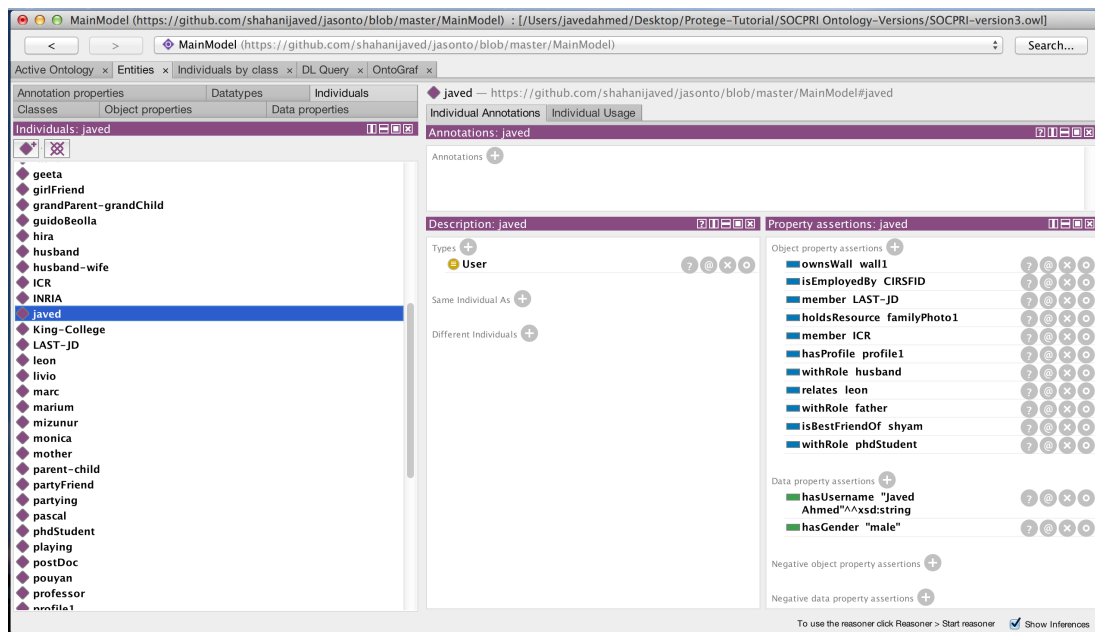 MainModel (https://github.com/shahanijaved/jasonto/blob/master/MainModel) : [/Users/javedahmed/Desktop/Protege-Tutorial/SOCPRI Ontology-Versions/SOCPRI-version3.owl]
< > MainModel (https://github.com/shahanijaved/jasonto/blob/master/MainModel) Search...
Active Ontology × Entities × Individuals by class × DL Query × OntoGraf ×
Annotation properties Datatypes Individuals
Classes Object properties Data properties
Individuals: javed
geeta
girlFriend
grandParent-grandChild
guidoBeolla
hira
husband
husband-wife
ICR
INRIA
javed
King-College
LAST-JD
leon
livio
marc
marium
mizunur
monica
mother
parent-child
partyFriend
partying
pascal
phdStudent
playing
postDoc
pouyan
professor
profile1
javed — https://github.com/shahanijaved/jasonto/blob/master/MainModel#javed
Individual Annotations Individual Usage
Annotations: javed
Annotations
Description: javed
Types
User
Same Individual As
Different Individuals
Property assertions: javed
Object property assertions
ownsWall wall1
isEmployedBy CIRSFID
member LAST-JD
holdsResource familyPhoto1
member ICR
hasProfile profile1
withRole husband
relates leon
withRole father
isBestFriendOf shyam
withRole phdStudent
Data property assertions
hasUsername "Javed
Ahmed"^^xsd:string
hasGender "male"
Negative object property assertions
Negative data property assertions
To use the reasoner click Reasoner > Start reasoner Show Inferences